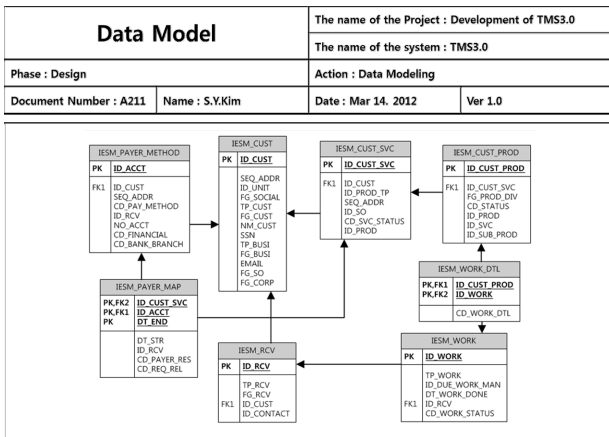 Data Model
The name of the Project : Development of TMS3.0
The name of the system : TMS3.0
Phase : Design
Action : Data Modeling
Document Number : A211
Name : S.Y.Kim
Date : Mar 14. 2012
Ver 1.0
IESM_PAYER_METHOD
PK ID_ACCT
FK1 ID_CUST
SEQ_ADDR
CD_PAY_METHOD
ID_RCV
NO_ACCT
CD_FINANCIAL
CD_BANK_BRANCH
IESM_CUST
PK ID_CUST
SEQ_ADDR
ID_UNIT
FG_SOCIAL
TP_CUST
FG_CUST
NM_CUST
SSN
TP_BUSI
FG_BUSI
EMAIL
FG_SO
FG_CORP
IESM_CUST_SVC
PK ID_CUST_SVC
FK1 ID_CUST
ID_PROD_TP
SEQ_ADDR
ID_SO
CD_SVC_STATUS
ID_PROD
IESM_CUST_PROD
PK ID_CUST_PROD
FK1 ID_CUST_SVC
FG_PROD_DIV
CD_STATUS
ID_PROD
ID_SVC
ID_SUB_PROD
IESM_PAYER_MAP
PK,FK2 ID_CUST_SVC
PK,FK1 ID_ACCT
PK DT_END
DT_STR
ID_RCV
CD_PAYER_RES
CD_REQ_REL
IESM_WORK_DTL
PK,FK1 ID_CUST_PROD
PK,FK2 ID_WORK
CD_WORK_DTL
IESM_RCV
PK ID_RCV
TP_RCV
FG_RCV
FK1 ID_CUST
ID_CONTACT
IESM_WORK
PK ID_WORK
TP_WORK
ID_DUE_WORK_MAN
DT_WORK_DONE
FK1 ID_RCV
CD_WORK_STATUS